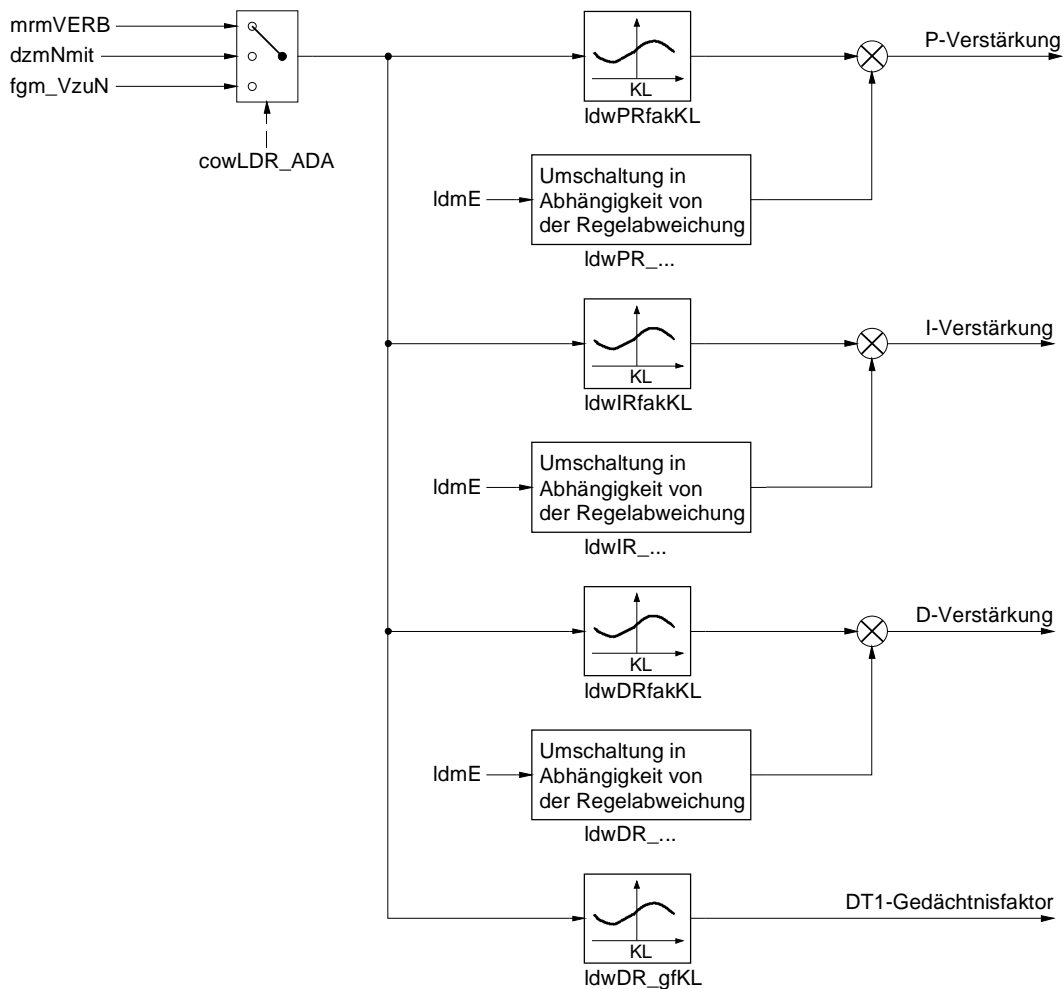 mrmVERB
dzmNmit
fgm_VzuN
cowLDR_ADA
KL
ldwPRfakKL
P-Verstärkung
ldmE
Umschaltung in
Abhängigkeit von
der Regelabweichung
ldwPR_...
KL
ldwIRfakKL
I-Verstärkung
ldmE
Umschaltung in
Abhängigkeit von
der Regelabweichung
ldwIR_...
KL
ldwDRfakKL
D-Verstärkung
ldmE
Umschaltung in
Abhängigkeit von
der Regelabweichung
ldwDR_...
KL
ldwDR_gfKL
DT1-Gedächtnisfaktor